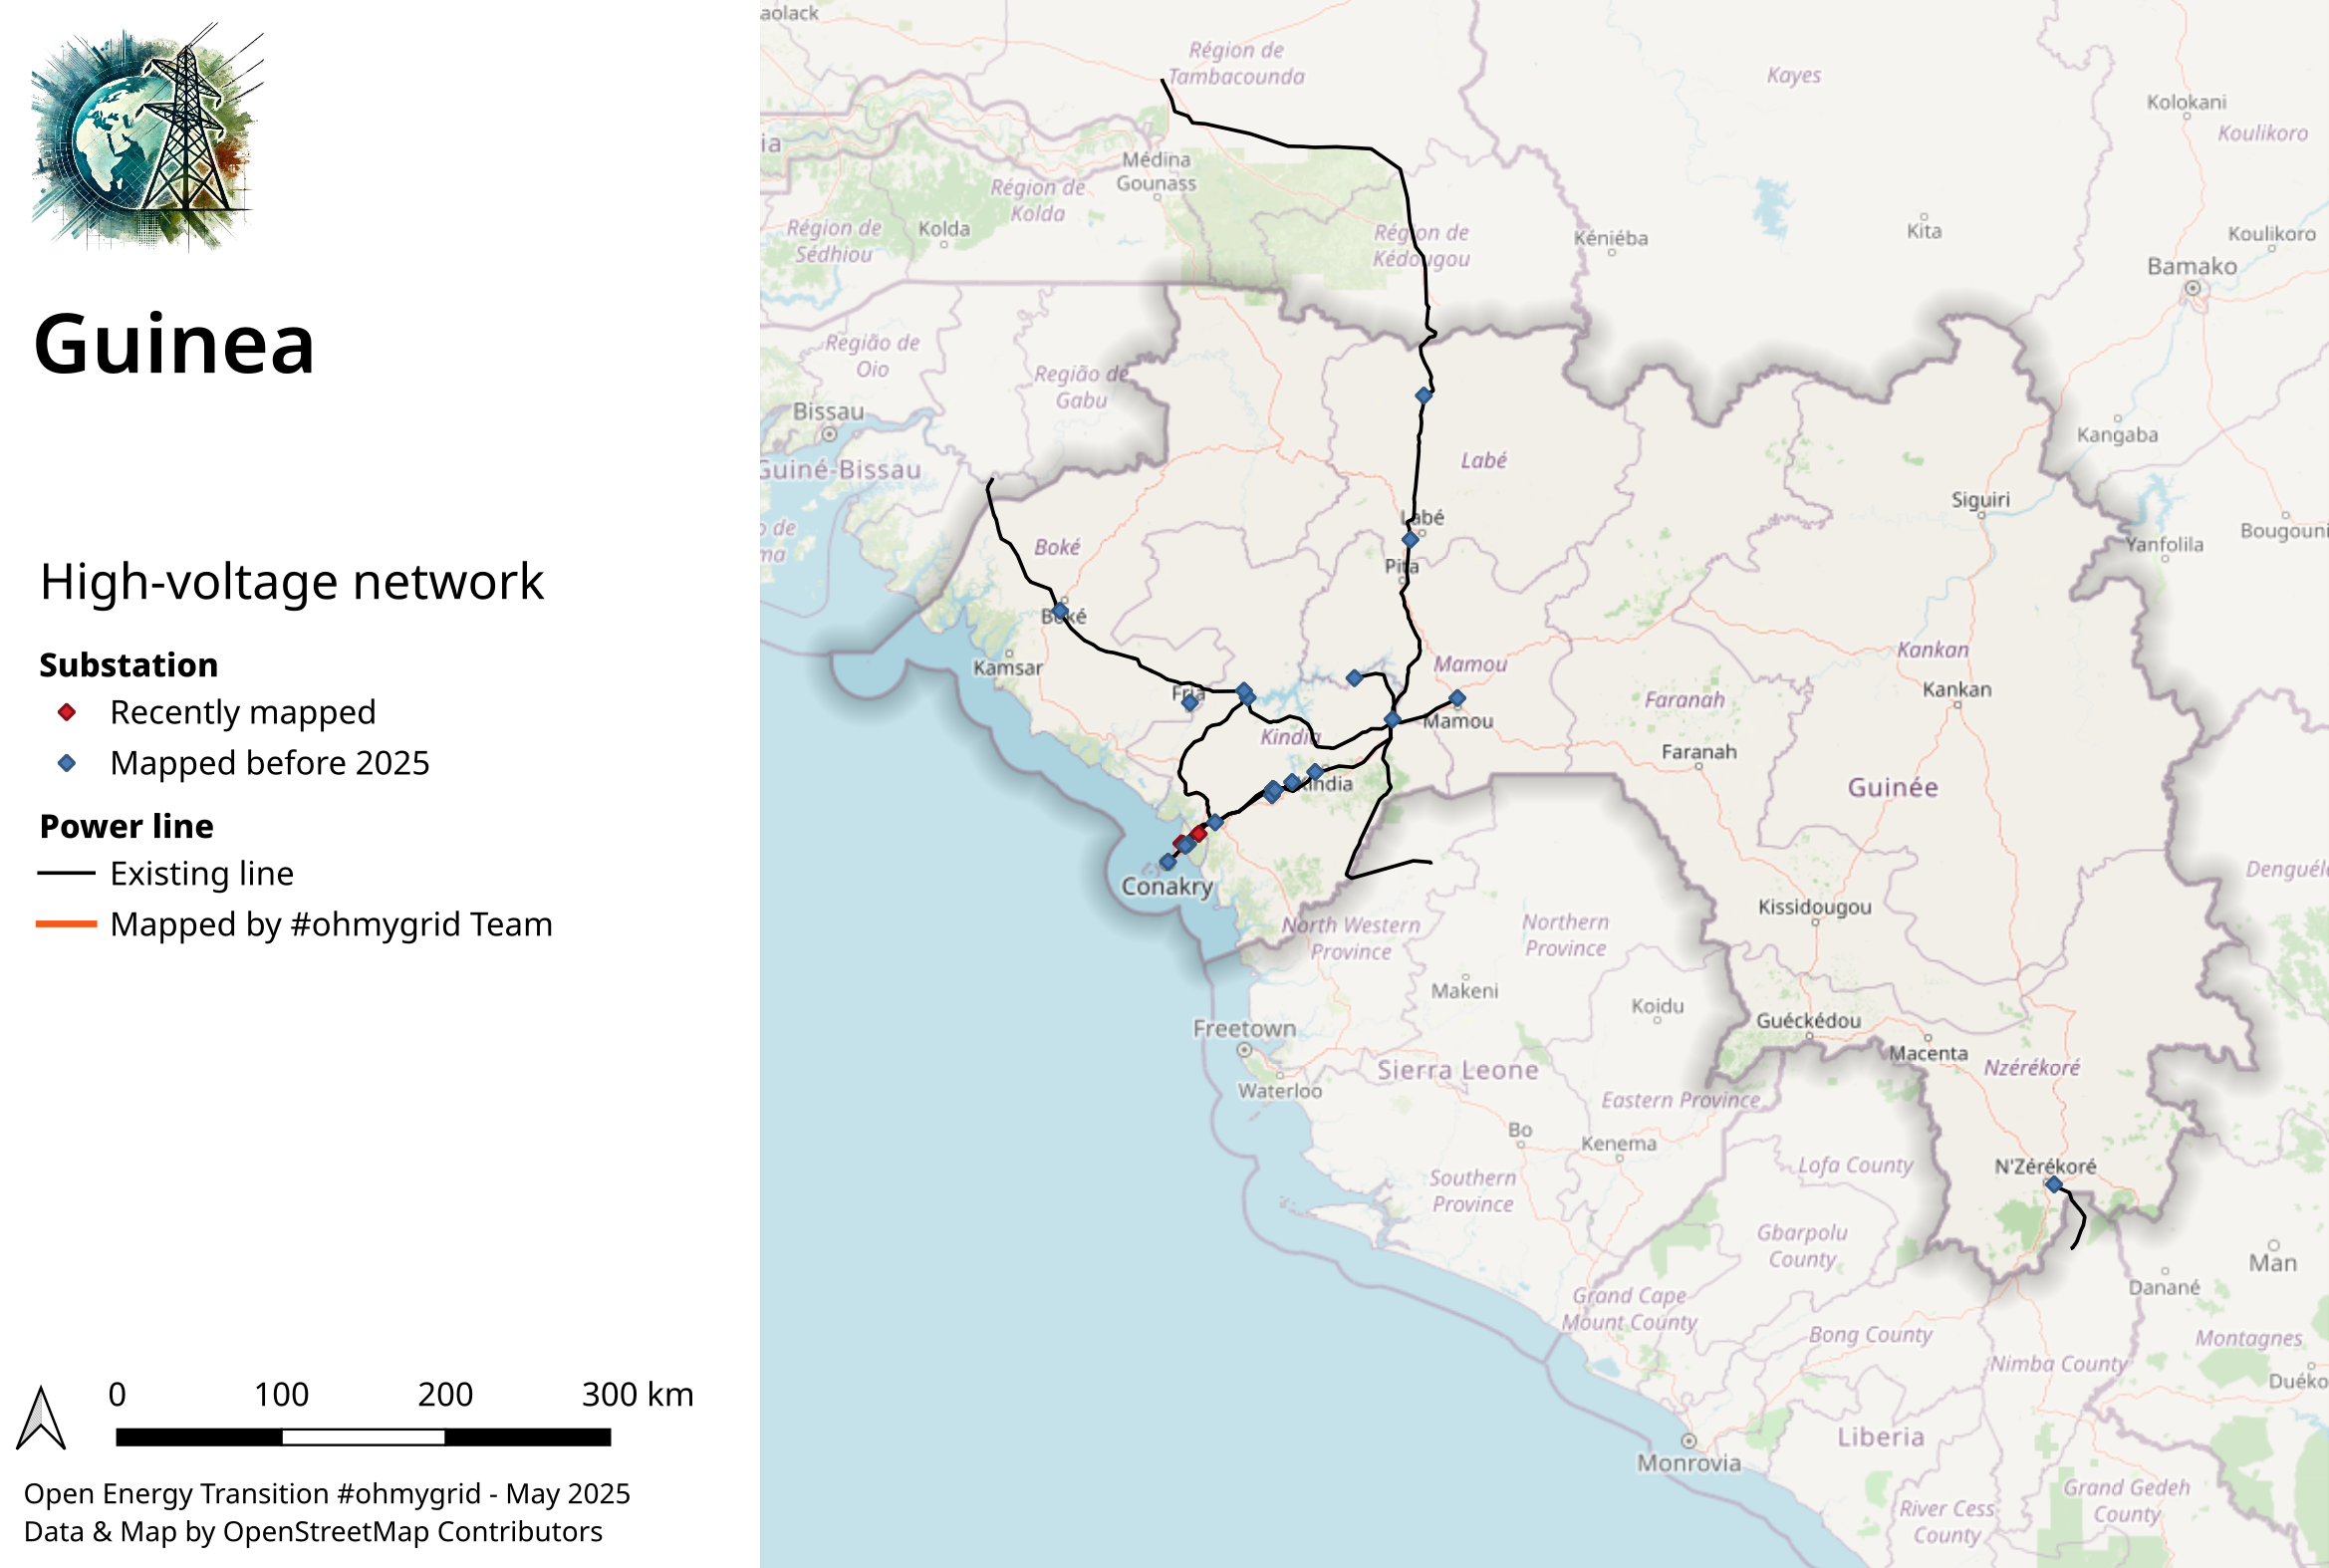 Guinea
High-voltage network
Substation
Recently mapped
Mapped before 2025
Power line
Existing line
Mapped by #ohmygrid Team
0 100 200 300 km
Open Energy Transition #ohmygrid - May 2025
Data & Map by OpenStreetMap Contributors
aolack
Région de
Tambacounda
Kayes
Kolokani
Koulikoro
ia
Médina
Gounass
Région de
Kolda
Région de
Sédhiou
Kolda
Région de
Kédougou
Kéniéba
Kita
Koulikoro
Bamako
Região de
Oio
Região de
Gabu
Bissau
Kangaba
Guiné-Bissau
Labé
Siguiri
o de
ma
Labé
Bougouni
Yanfolila
Boké
Pita
Boké
Kamsar
Mamou
Kankan
Fria
Kankan
Faranah
Mamou
Kindia
Faranah
Kindia
Guinée
Conakry
Denguél
Kissidougou
North Western
Province
Northern
Province
Makeni
Koidu
Guéckédou
Freetown
Macenta
Nzérékoré
Sierra Leone
Waterloo
Eastern Province
Bo
Kenema
N'Zérékoré
Lofa County
Southern
Province
Gbarpolu
County
Man
Danané
Grand Cape
Mount County
Bong County
Montagnes
Nimba County
Duéko
Liberia
Monrovia
Grand Gedeh
County
River Cess
County